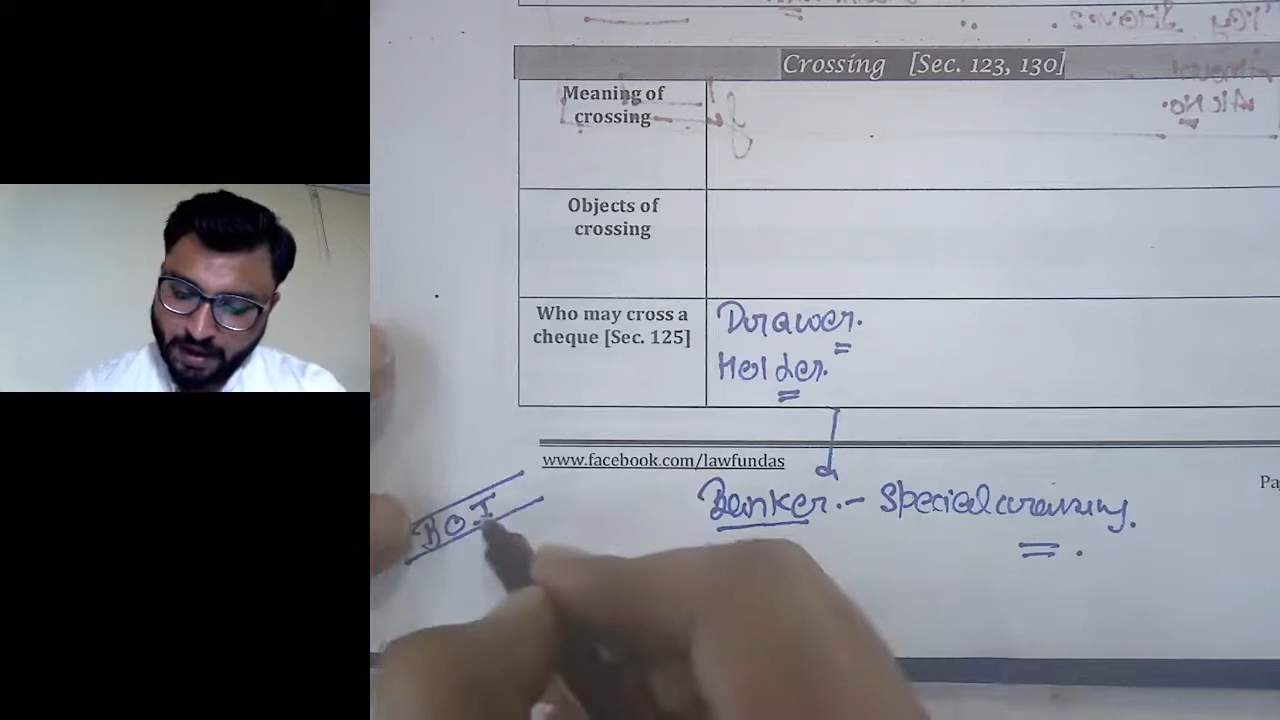 Crossing [Sec. 123, 130]
Meaning of
crossing
Objects of
crossing
Who may cross a
cheque [Sec. 125]
Drawer.
Holder.
www.facebook.com/lawfundas
Pa
Banker. - Special crossing.
BOI